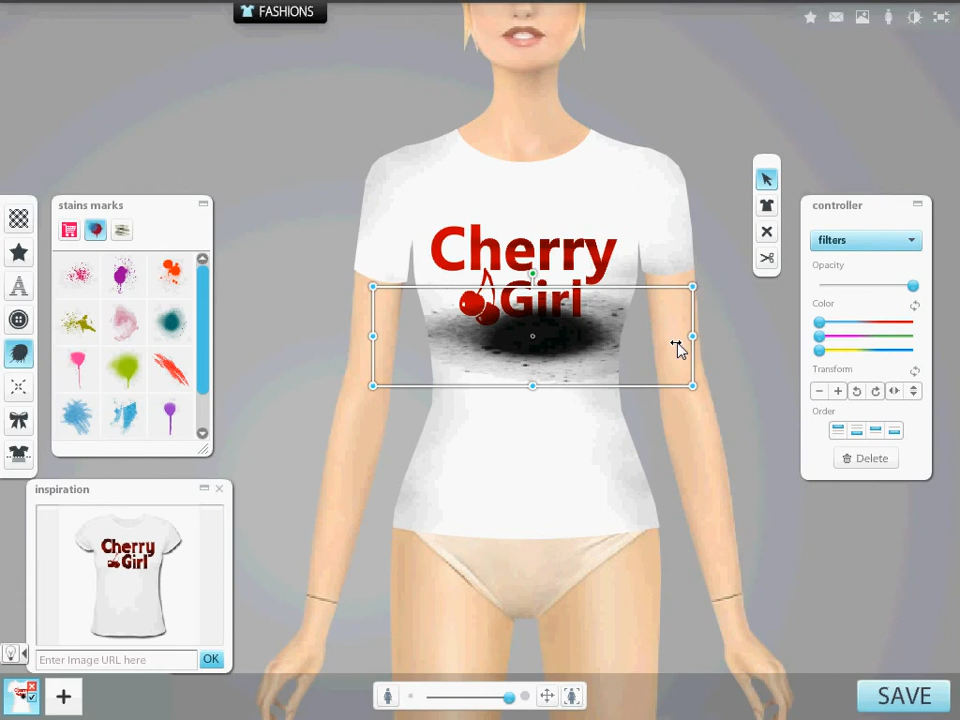 FASHIONS
stains marks
controller
filters
Opacity
Color
Transform
Order
Delete
Cherry
Girl
inspiration
Cherry
Girl
Enter Image URL here
OK
SAVE